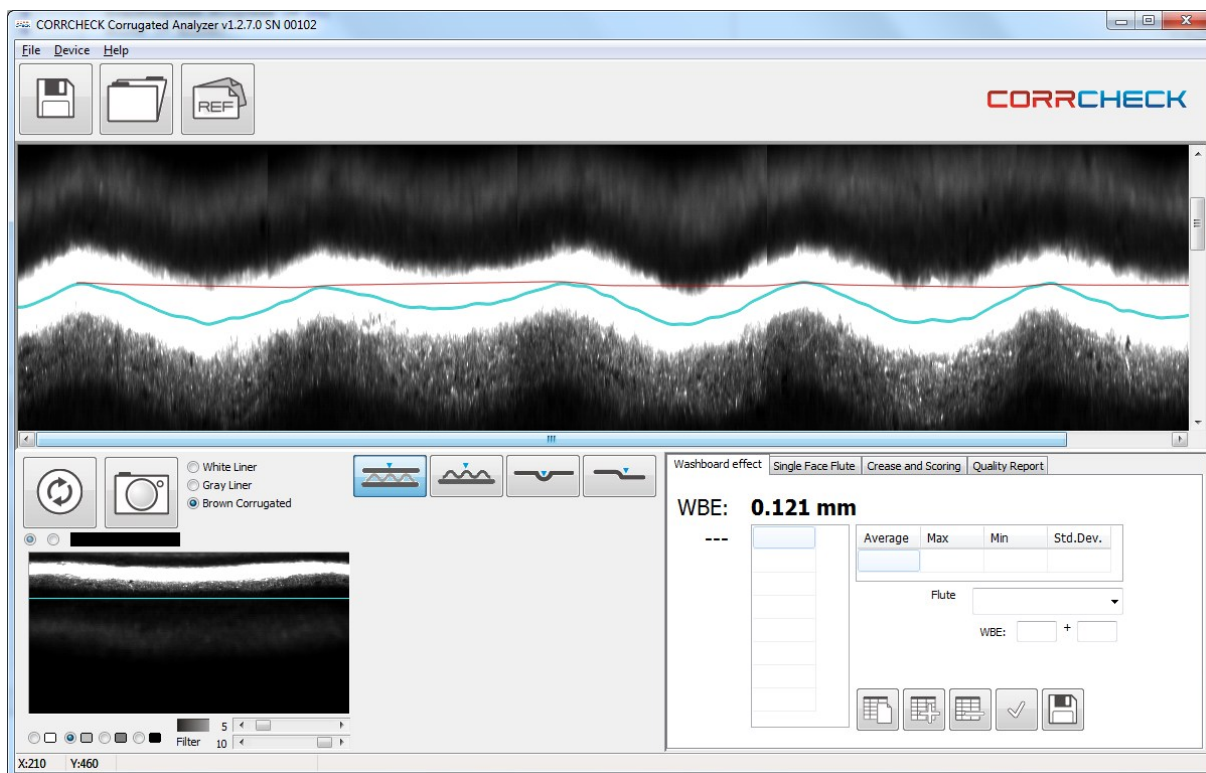 CORRCHECK Corrugated Analyzer v1.2.7.0 SN 00102
File Device Help
REF
CORRCHECK
White Liner
Gray Liner
Brown Corrugated
Washboard effect Single Face Flute Crease and Scoring Quality Report
WBE: 0.121 mm
---
Average Max Min Std.Dev.
Flute
WBE: +
5
Filter 10
X:210 Y:460